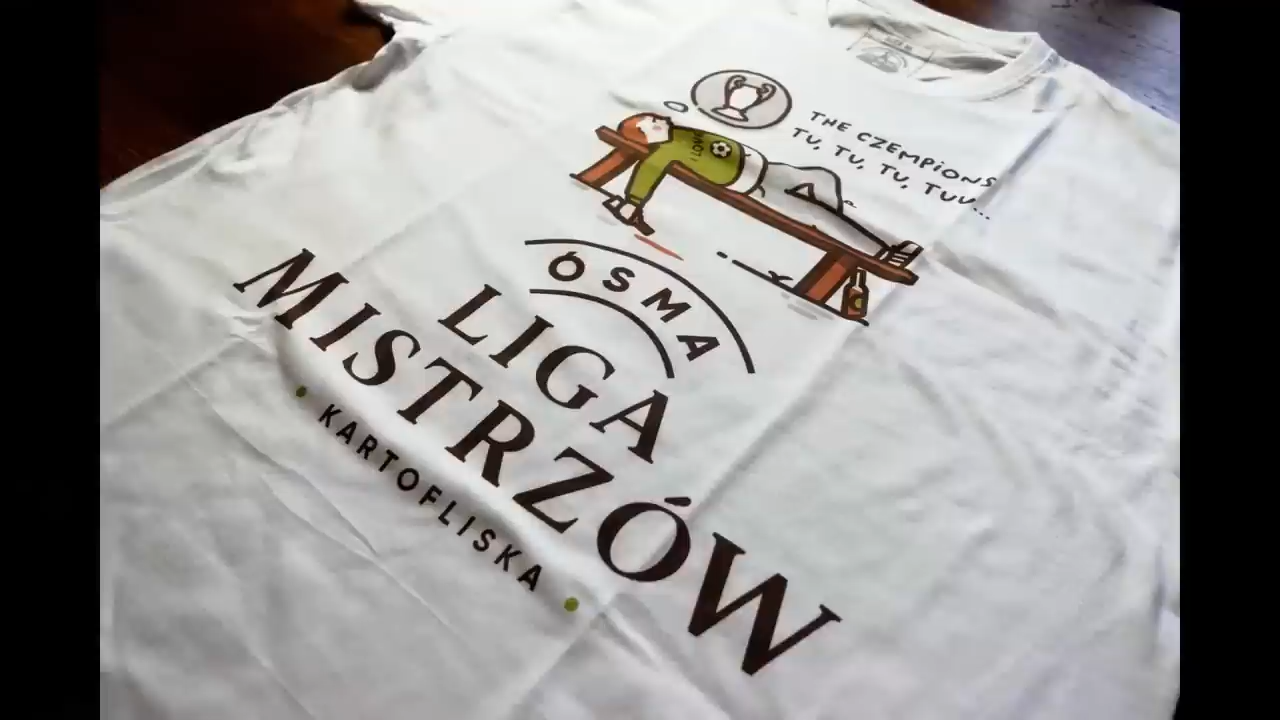 THE CZEMPIONS
TU, TU, TU, TUU...
ÓSMA
LIGA
MISTRZÓW
KARTOFLISKA